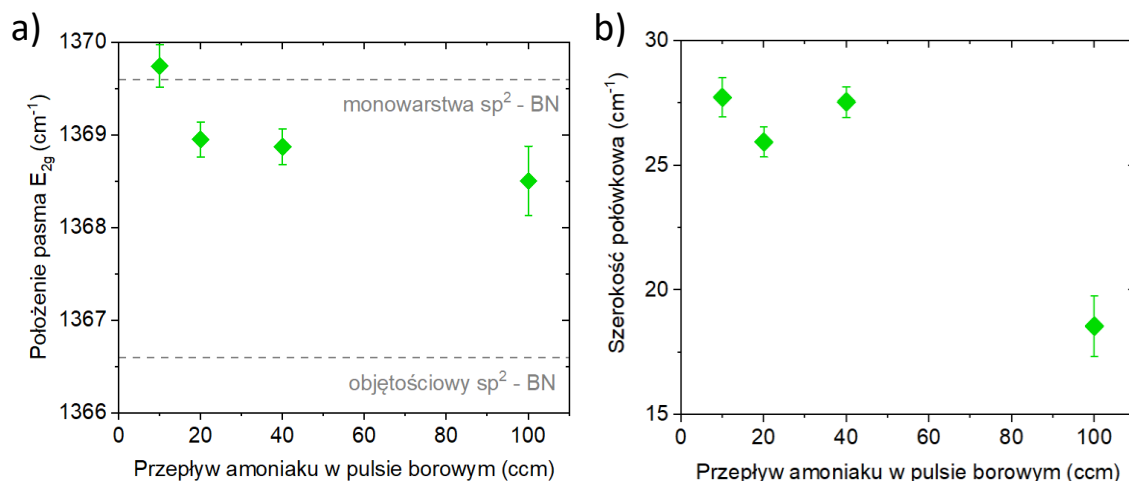 a)
1370
1369
1368
1367
1366
Położenie pasma E₂g (cm⁻¹)
monowarstwa sp² - BN
objętościowy sp² - BN
0 20 40 60 80 100
Przepływ amoniaku w pulsie borowym (ccm)
b)
30
25
20
15
Szerokość połówkowa (cm⁻¹)
0 20 40 60 80 100
Przepływ amoniaku w pulsie borowym (ccm)